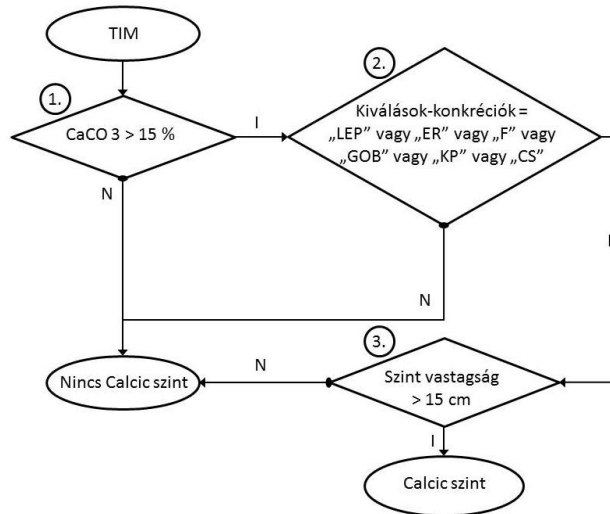 TIM
1.
CaCO 3 > 15 %
I
N
2.
Kiválások-konkréciók =
„LEP” vagy „ER” vagy „F” vagy
„GOB” vagy „KP” vagy „CS”
N
3.
Szint vastagság
> 15 cm
N
I
Nincs Calcic szint
Calcic szint